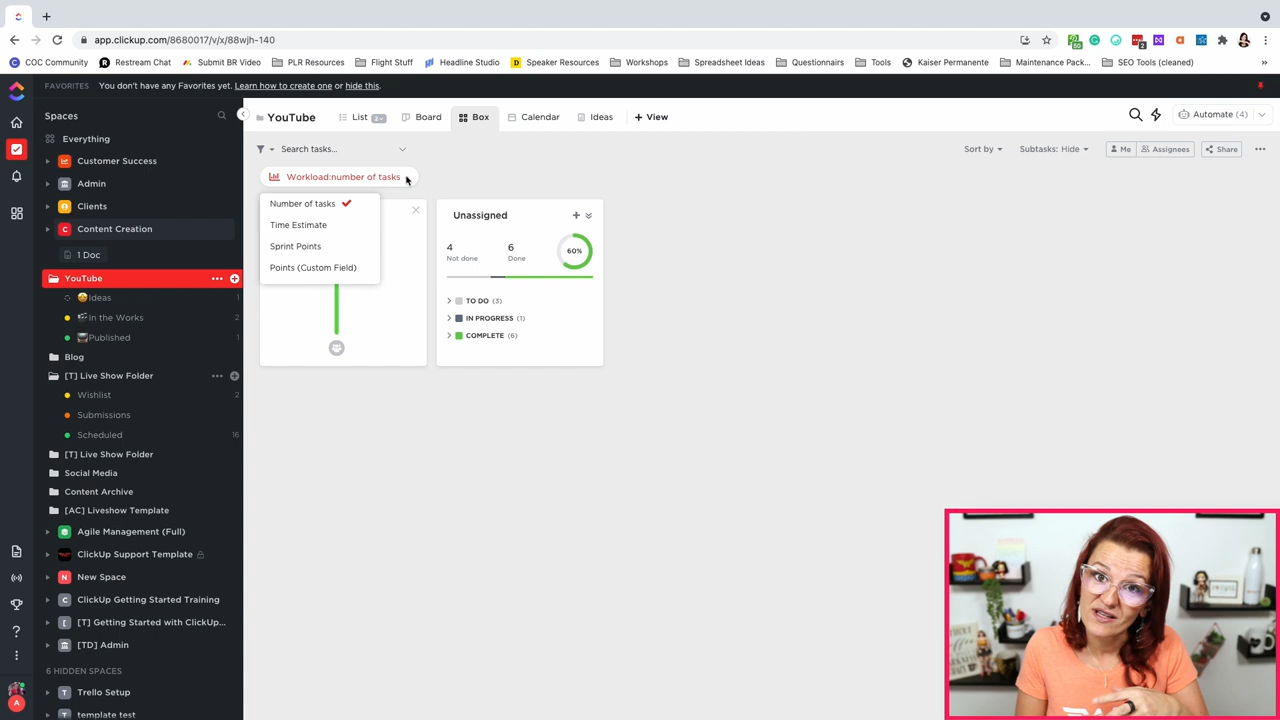 app.clickup.com/8680017/v/x/88wjh-140
COC Community
Restream Chat
Submit BR Video
PLR Resources
Flight Stuff
Headline Studio
Speaker Resources
Workshops
Spreadsheet Ideas
Questionnairs
Tools
Kaiser Permanente
Maintenance Pack...
SEO Tools (cleaned)
FAVORITES You don't have any Favorites yet. Learn how to create one or hide this.
Spaces
Everything
Customer Success
Admin
Clients
Content Creation
1 Doc
YouTube
Ideas 1
In the Works 2
Published 1
Blog
[T] Live Show Folder
Wishlist 2
Submissions
Scheduled 16
[T] Live Show Folder
Social Media
Content Archive
[AC] Liveshow Template
Agile Management (Full)
ClickUp Support Template
N New Space
ClickUp Getting Started Training
[T] Getting Started with ClickUp...
[TD] Admin
6 HIDDEN SPACES
T Trello Setup
T template test
YouTube
List
Board
Box
Calendar
Ideas
+ View
Automate (4)
Search tasks...
Sort by
Subtasks: Hide
Me
Assignees
Share
Workload:number of tasks
Number of tasks
Time Estimate
Sprint Points
Points (Custom Field)
Unassigned
4 6 60%
Not done Done
TO DO (3)
IN PROGRESS (1)
COMPLETE (6)